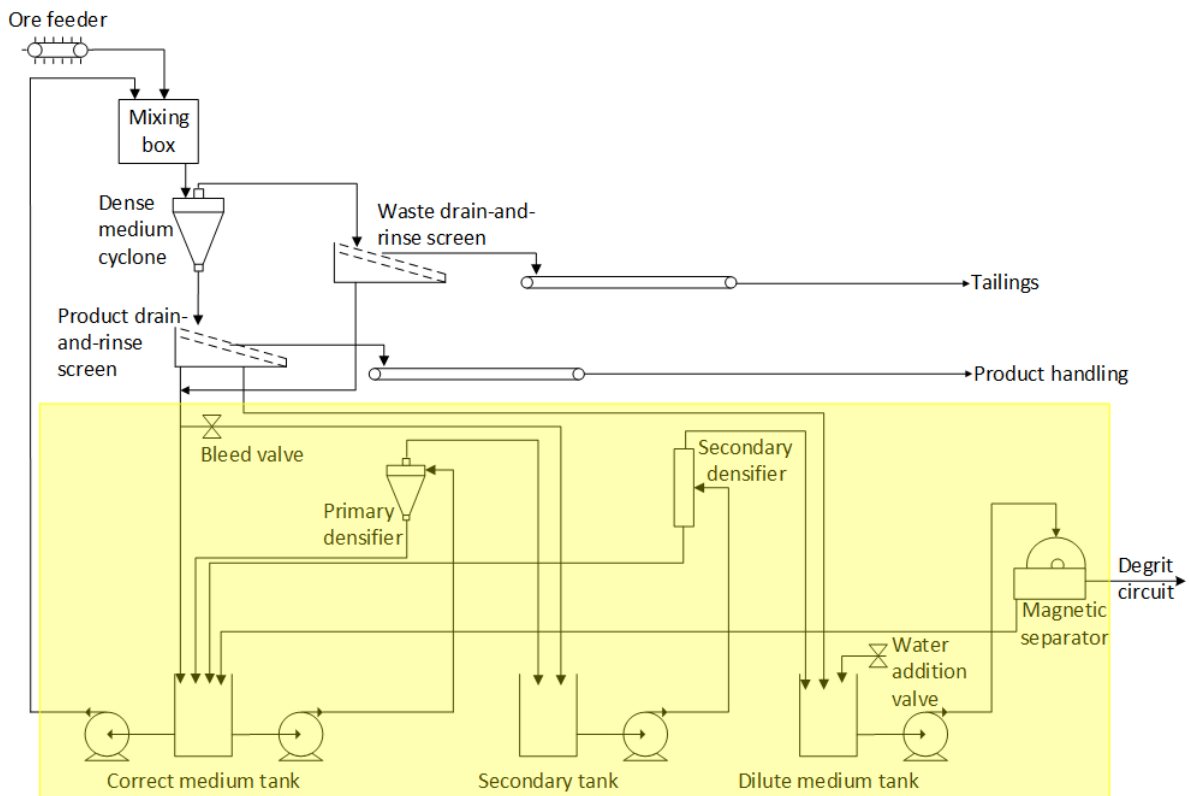 Ore feeder
Mixing
box
Dense
medium
cyclone
Waste drain-and-
rinse screen
Tailings
Product drain-
and-rinse
screen
Product handling
Bleed valve
Primary
densifier
Secondary
densifier
Degrit
circuit
Magnetic
separator
Water
addition
valve
Correct medium tank
Secondary tank
Dilute medium tank